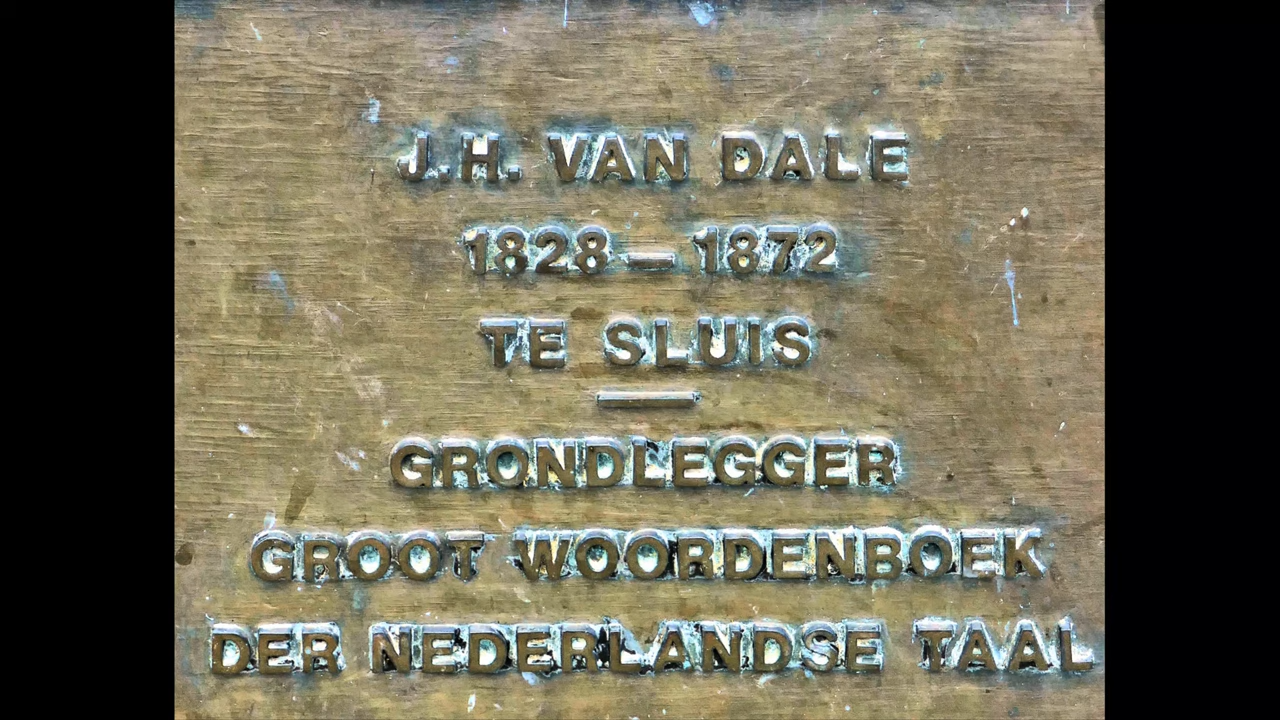 J.H. VAN DALE
1828 — 1872
TE SLUIS
GRONDLEGGER
GROOT WOORDENBOEK
DER NEDERLANDSE TAAL